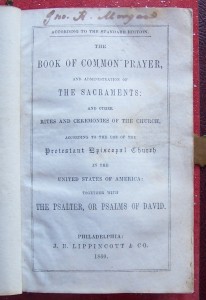 Jno. H. Morgan
ACCORDING TO THE STANDARD EDITION.
THE
BOOK OF COMMON PRAYER,
AND ADMINISTRATION OF
THE SACRAMENTS;
AND OTHER
RITES AND CEREMONIES OF THE CHURCH,
ACCORDING TO THE USE OF THE
Protestant Episcopal Church
IN THE
UNITED STATES OF AMERICA:
TOGETHER WITH
THE PSALTER, OR PSALMS OF DAVID.
PHILADELPHIA:
J. B. LIPPINCOTT & CO.